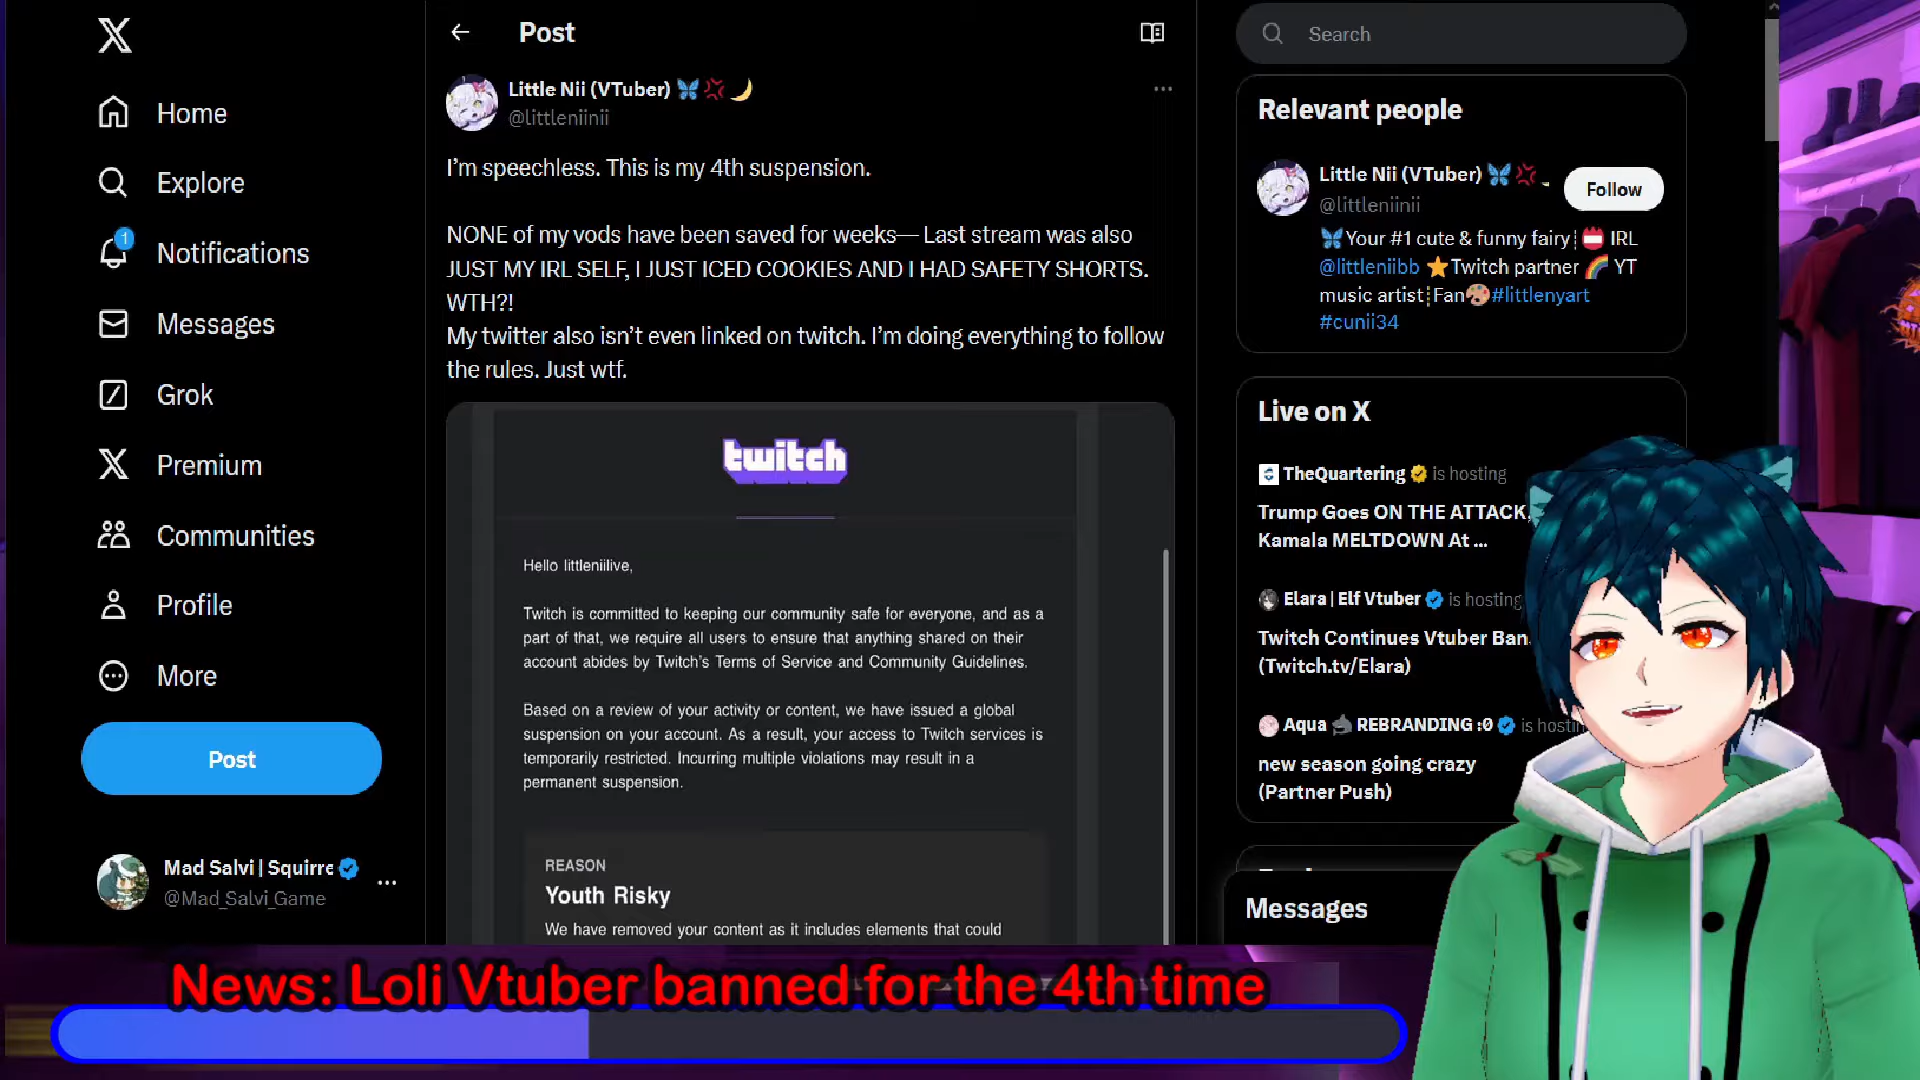 Home
Explore
1
Notifications
Messages
Grok
Premium
Communities
Profile
More
Post
Mad Salvi | Squirre
@Mad_Salvi_Game
Post
Little Nii (VTuber)
@littleniinii
I'm speechless. This is my 4th suspension.
NONE of my vods have been saved for weeks— Last stream was also
JUST MY IRL SELF, I JUST ICED COOKIES AND I HAD SAFETY SHORTS.
WTH?!
My twitter also isn't even linked on twitch. I'm doing everything to follow
the rules. Just wtf.
twitch
Hello littleniilive,
Twitch is committed to keeping our community safe for everyone, and as a
part of that, we require all users to ensure that anything shared on their
account abides by Twitch's Terms of Service and Community Guidelines.
Based on a review of your activity or content, we have issued a global
suspension on your account. As a result, your access to Twitch services is
temporarily restricted. Incurring multiple violations may result in a
permanent suspension.
REASON
Youth Risky
We have removed your content as it includes elements that could
Search
Relevant people
Little Nii (VTuber)
Follow
@littleniinii
Your #1 cute & funny fairy¦ IRL
@littleniibb Twitch partner YT
music artist¦Fan #littlenyart
#cunii34
Live on X
TheQuartering is hosting
Trump Goes ON THE ATTACK,
Kamala MELTDOWN At ...
Elara | Elf Vtuber is hosting
Twitch Continues Vtuber Ban
(Twitch.tv/Elara)
Aqua REBRANDING :0 is hostin
new season going crazy
(Partner Push)
Messages
News: Loli Vtuber banned for the 4th time